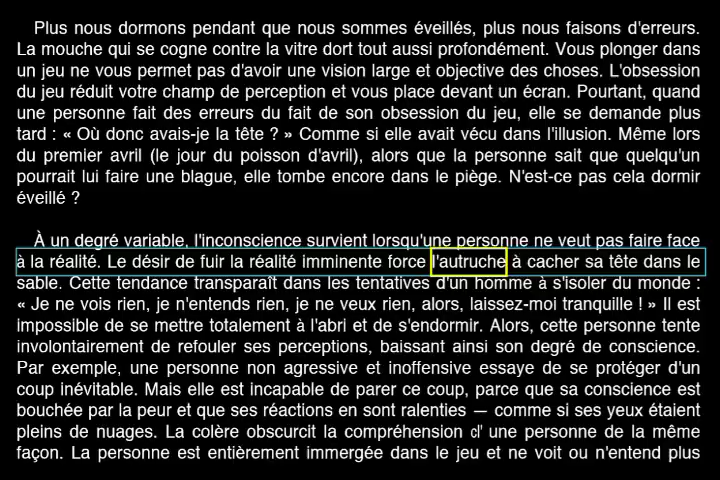 Plus nous dormons pendant que nous sommes éveillés, plus nous faisons d'erreurs.
La mouche qui se cogne contre la vitre dort tout aussi profondément. Vous plonger dans
un jeu ne vous permet pas d'avoir une vision large et objective des choses. L'obsession
du jeu réduit votre champ de perception et vous place devant un écran. Pourtant, quand
une personne fait des erreurs du fait de son obsession du jeu, elle se demande plus
tard : « Où donc avais-je la tête ? » Comme si elle avait vécu dans l'illusion. Même lors
du premier avril (le jour du poisson d'avril), alors que la personne sait que quelqu'un
pourrait lui faire une blague, elle tombe encore dans le piège. N'est-ce pas cela dormir
éveillé ?
À un degré variable, l'inconscience survient lorsqu'une personne ne veut pas faire face
à la réalité. Le désir de fuir la réalité imminente force l'autruche à cacher sa tête dans le
sable. Cette tendance transparaît dans les tentatives d'un homme à s'isoler du monde :
« Je ne vois rien, je n'entends rien, je ne veux rien, alors, laissez-moi tranquille ! » Il est
impossible de se mettre totalement à l'abri et de s'endormir. Alors, cette personne tente
involontairement de refouler ses perceptions, baissant ainsi son degré de conscience.
Par exemple, une personne non agressive et inoffensive essaye de se protéger d'un
coup inévitable. Mais elle est incapable de parer ce coup, parce que sa conscience est
bouchée par la peur et que ses réactions en sont ralenties — comme si ses yeux étaient
pleins de nuages. La colère obscurcit la compréhension d' une personne de la même
façon. La personne est entièrement immergée dans le jeu et ne voit ou n'entend plus